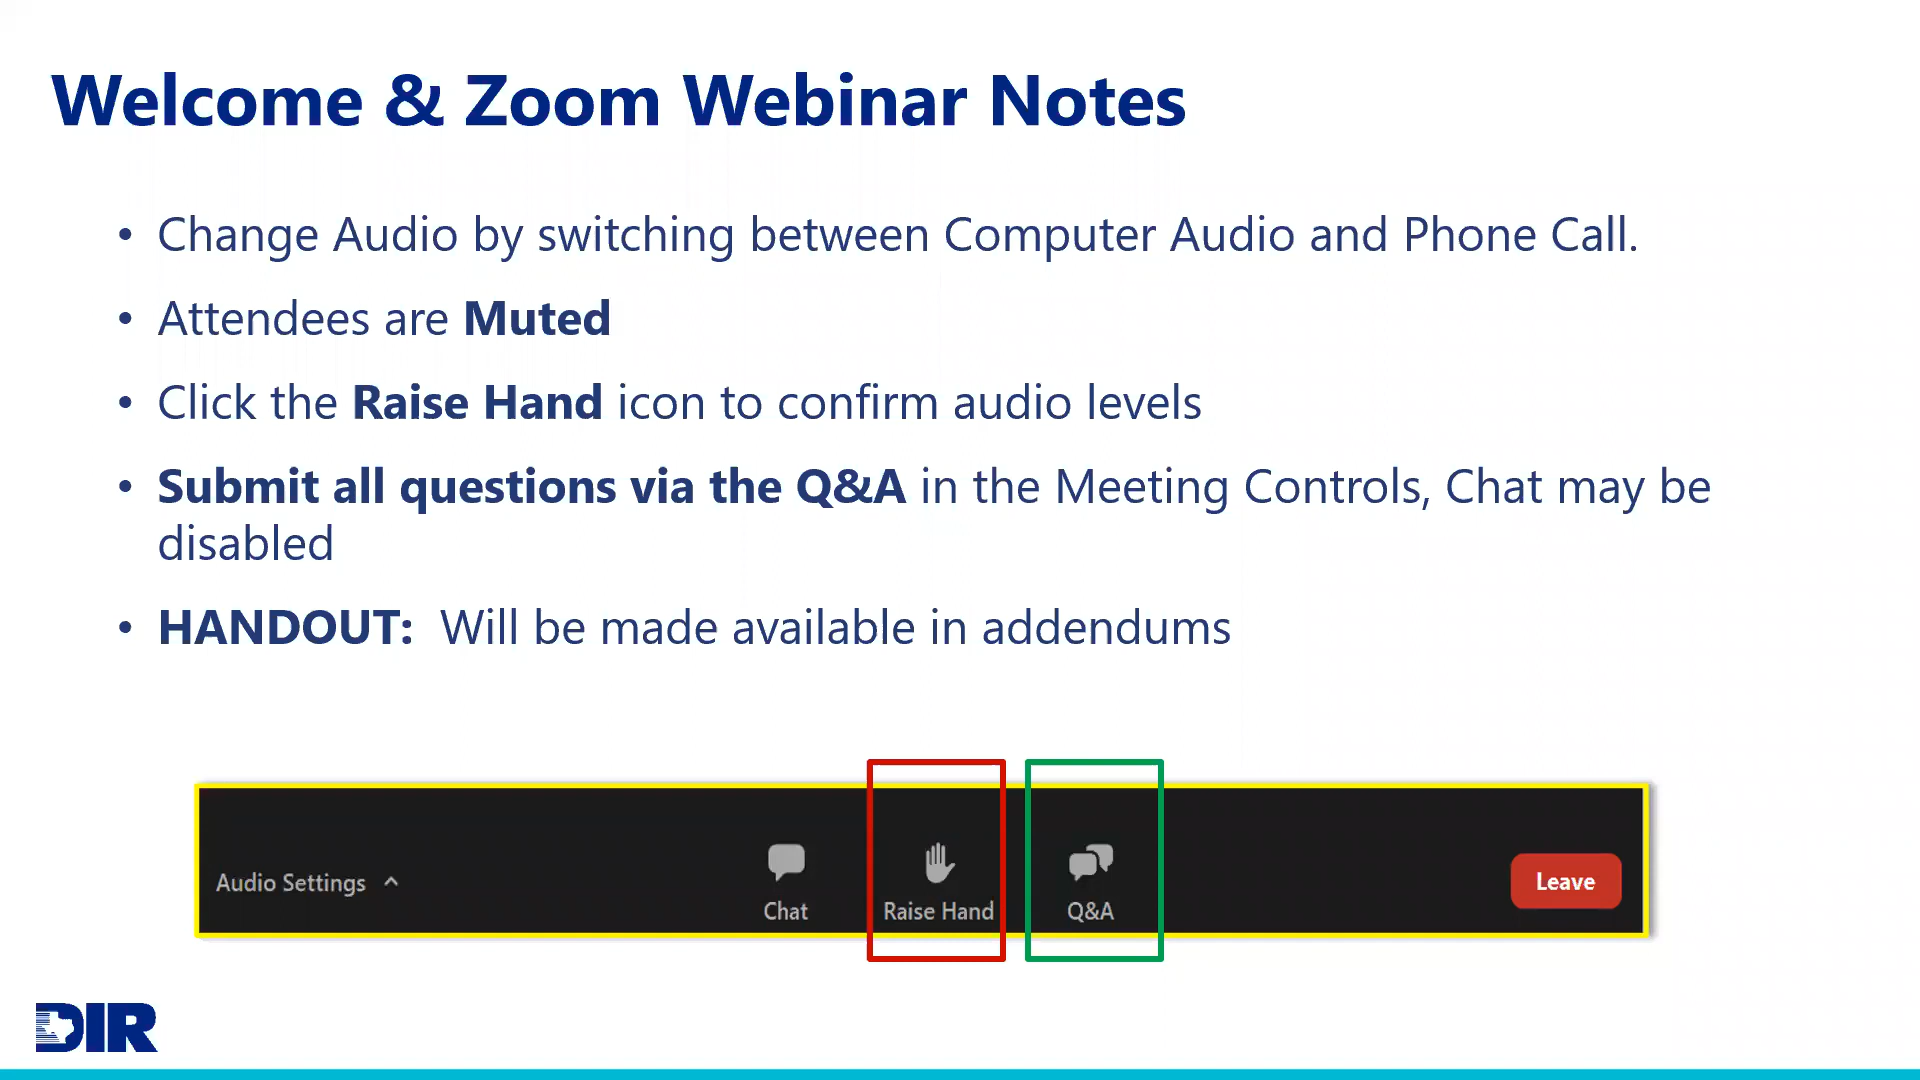 Welcome & Zoom Webinar Notes
• Change Audio by switching between Computer Audio and Phone Call.
• Attendees are Muted
• Click the Raise Hand icon to confirm audio levels
• Submit all questions via the Q&A in the Meeting Controls, Chat may be
disabled
• HANDOUT: Will be made available in addendums
Audio Settings
Chat
Raise Hand
Q&A
Leave
DIR